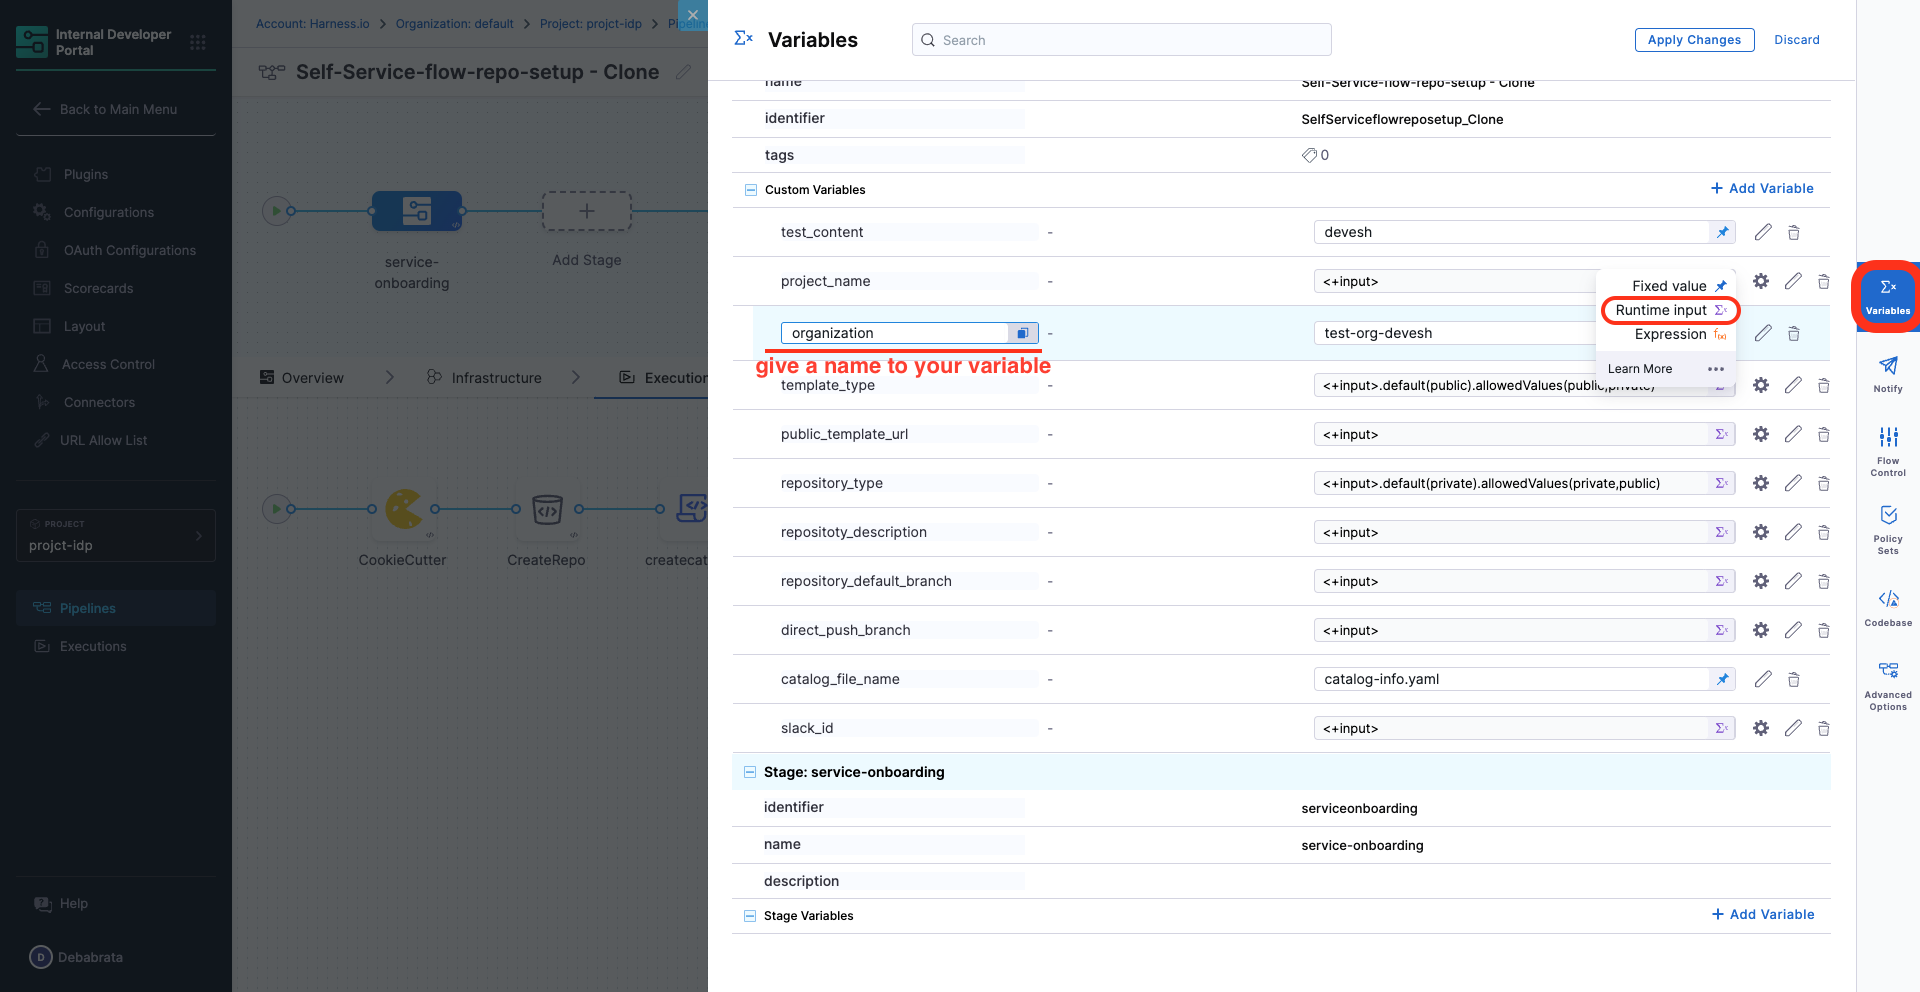 Internal Developer
Portal
Back to Main Menu
Plugins
Configurations
OAuth Configurations
Scorecards
Layout
Access Control
Connectors
URL Allow List
PROJECT
projct-idp
Pipelines
Executions
Help
D Debabrata
Account: Harness.io > Organization: default > Project: projct-idp > Pipelin
Self-Service-flow-repo-setup - Clone
service-
onboarding
Add Stage
Overview
Infrastructure
Execution
CookieCutter
CreateRepo
createcat
Variables
Search
Apply Changes
Discard
name Self-Service-flow-repo-setup - Clone
identifier SelfServiceflowreposetup_Clone
tags 0
Custom Variables + Add Variable
test_content - devesh
project_name - <+input>
Fixed value
Runtime input
Expression
Learn More
organization - test-org-devesh
give a name to your variable
template_type - <+input>.default(public).allowedValues(public,private)
public_template_url - <+input>
repository_type - <+input>.default(private).allowedValues(private,public)
repositoty_description - <+input>
repository_default_branch - <+input>
direct_push_branch - <+input>
catalog_file_name - catalog-info.yaml
slack_id - <+input>
Stage: service-onboarding
identifier serviceonboarding
name service-onboarding
description
Stage Variables + Add Variable
Variables
Notify
Flow
Control
Policy
Sets
Codebase
Advanced
Options